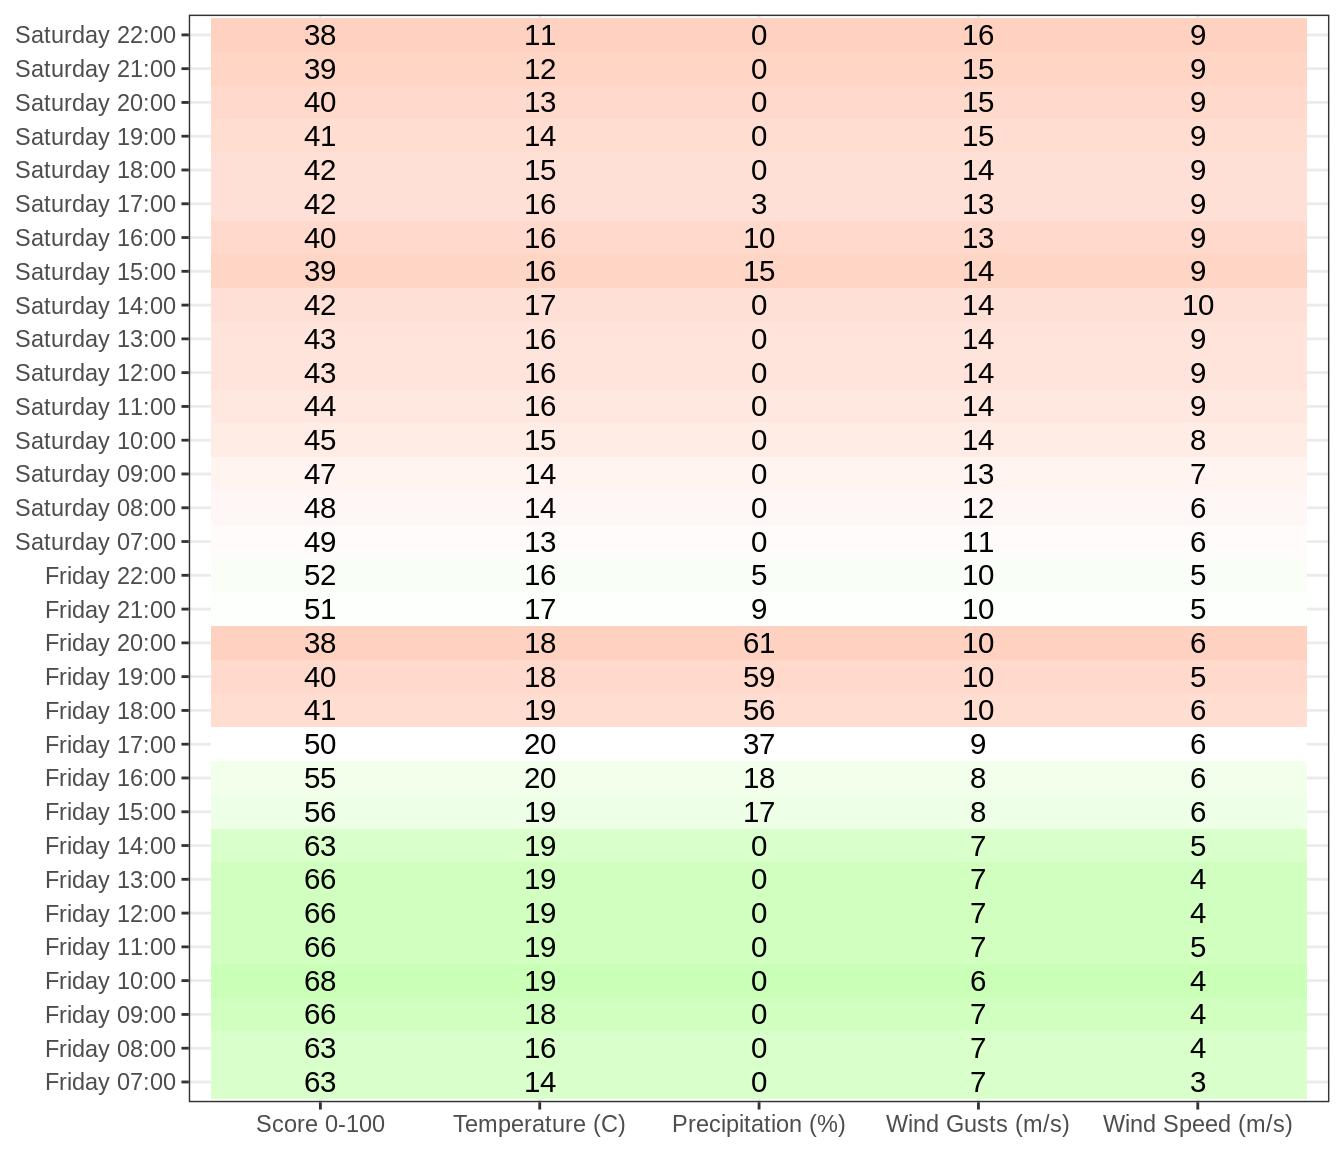 Saturday 22:00 38 11 0 16 9
Saturday 21:00 39 12 0 15 9
Saturday 20:00 40 13 0 15 9
Saturday 19:00 41 14 0 15 9
Saturday 18:00 42 15 0 14 9
Saturday 17:00 42 16 3 13 9
Saturday 16:00 40 16 10 13 9
Saturday 15:00 39 16 15 14 9
Saturday 14:00 42 17 0 14 10
Saturday 13:00 43 16 0 14 9
Saturday 12:00 43 16 0 14 9
Saturday 11:00 44 16 0 14 9
Saturday 10:00 45 15 0 14 8
Saturday 09:00 47 14 0 13 7
Saturday 08:00 48 14 0 12 6
Saturday 07:00 49 13 0 11 6
Friday 22:00 52 16 5 10 5
Friday 21:00 51 17 9 10 5
Friday 20:00 38 18 61 10 6
Friday 19:00 40 18 59 10 5
Friday 18:00 41 19 56 10 6
Friday 17:00 50 20 37 9 6
Friday 16:00 55 20 18 8 6
Friday 15:00 56 19 17 8 6
Friday 14:00 63 19 0 7 5
Friday 13:00 66 19 0 7 4
Friday 12:00 66 19 0 7 4
Friday 11:00 66 19 0 7 5
Friday 10:00 68 19 0 6 4
Friday 09:00 66 18 0 7 4
Friday 08:00 63 16 0 7 4
Friday 07:00 63 14 0 7 3
Score 0-100 Temperature (C) Precipitation (%) Wind Gusts (m/s) Wind Speed (m/s)